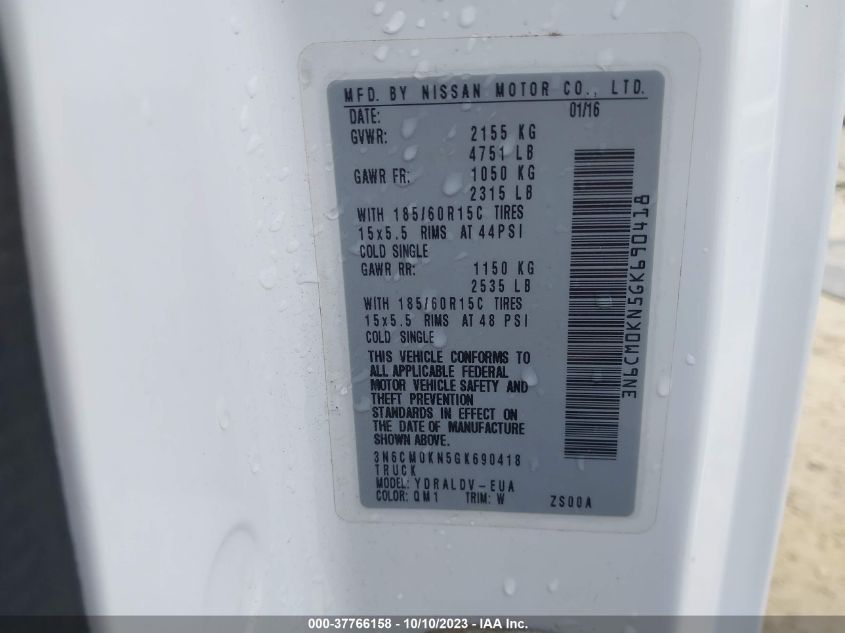 MFD. BY NISSAN MOTOR CO., LTD.
DATE: 01/16
GVWR: 2155 KG
4751 LB
GAWR FR: 1050 KG
2315 LB
WITH 185/60R15C TIRES
15x5.5 RIMS AT 44PSI
COLD SINGLE
GAWR RR: 1150 KG
2535 LB
WITH 185/60R15C TIRES
15x5.5 RIMS AT 48 PSI
COLD SINGLE
THIS VEHICLE CONFORMS TO
ALL APPLICABLE FEDERAL
MOTOR VEHICLE SAFETY AND
THEFT PREVENTION
STANDARDS IN EFFECT ON
THE DATE OF MANUFACTURE
SHOWN ABOVE.
3N6CM0KN5GK690418
TRUCK
MODEL: YDRALDV-EUA
COLOR: QM1 TRIM: W ZS00A
3N6CM0KN5GK690418
000-37766158 - 10/10/2023 - IAA Inc.